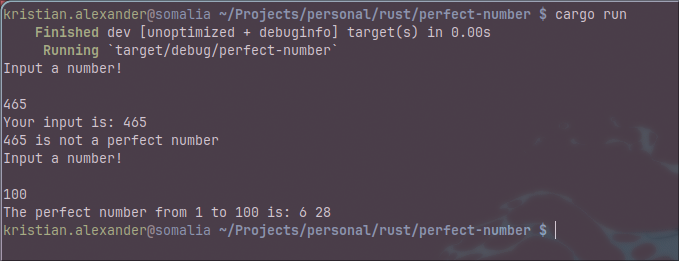 kristian.alexander@somalia ~/Projects/personal/rust/perfect-number $ cargo run
Finished dev [unoptimized + debuginfo] target(s) in 0.00s
Running `target/debug/perfect-number`
Input a number!
465
Your input is: 465
465 is not a perfect number
Input a number!
100
The perfect number from 1 to 100 is: 6 28
kristian.alexander@somalia ~/Projects/personal/rust/perfect-number $